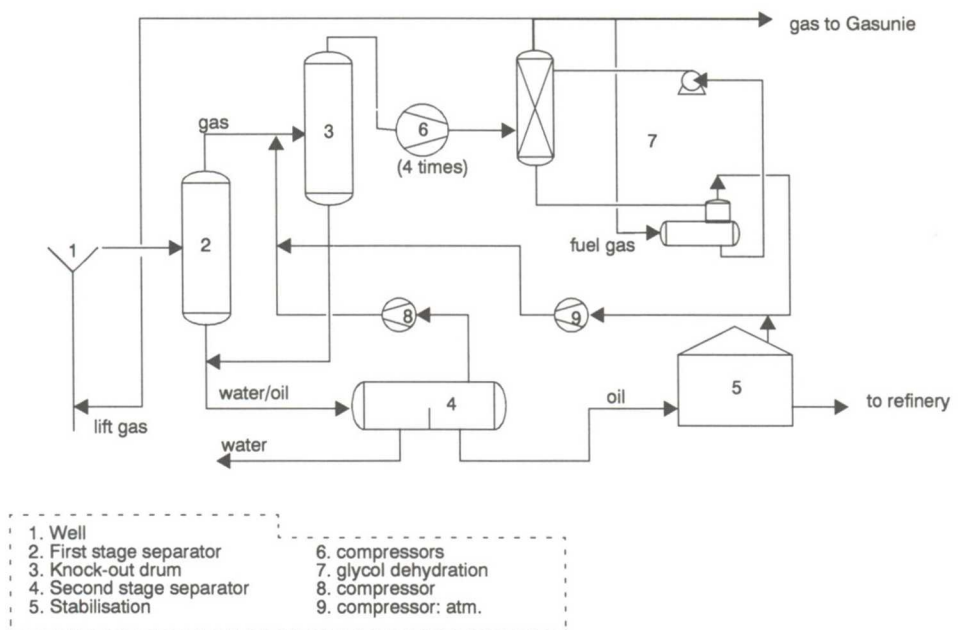 gas to Gasunie
gas
3
6
(4 times)
7
1
2
fuel gas
8
9
water/oil
4
oil
5
to refinery
lift gas
water
1. Well
2. First stage separator
3. Knock-out drum
4. Second stage separator
5. Stabilisation
6. compressors
7. glycol dehydration
8. compressor
9. compressor: atm.